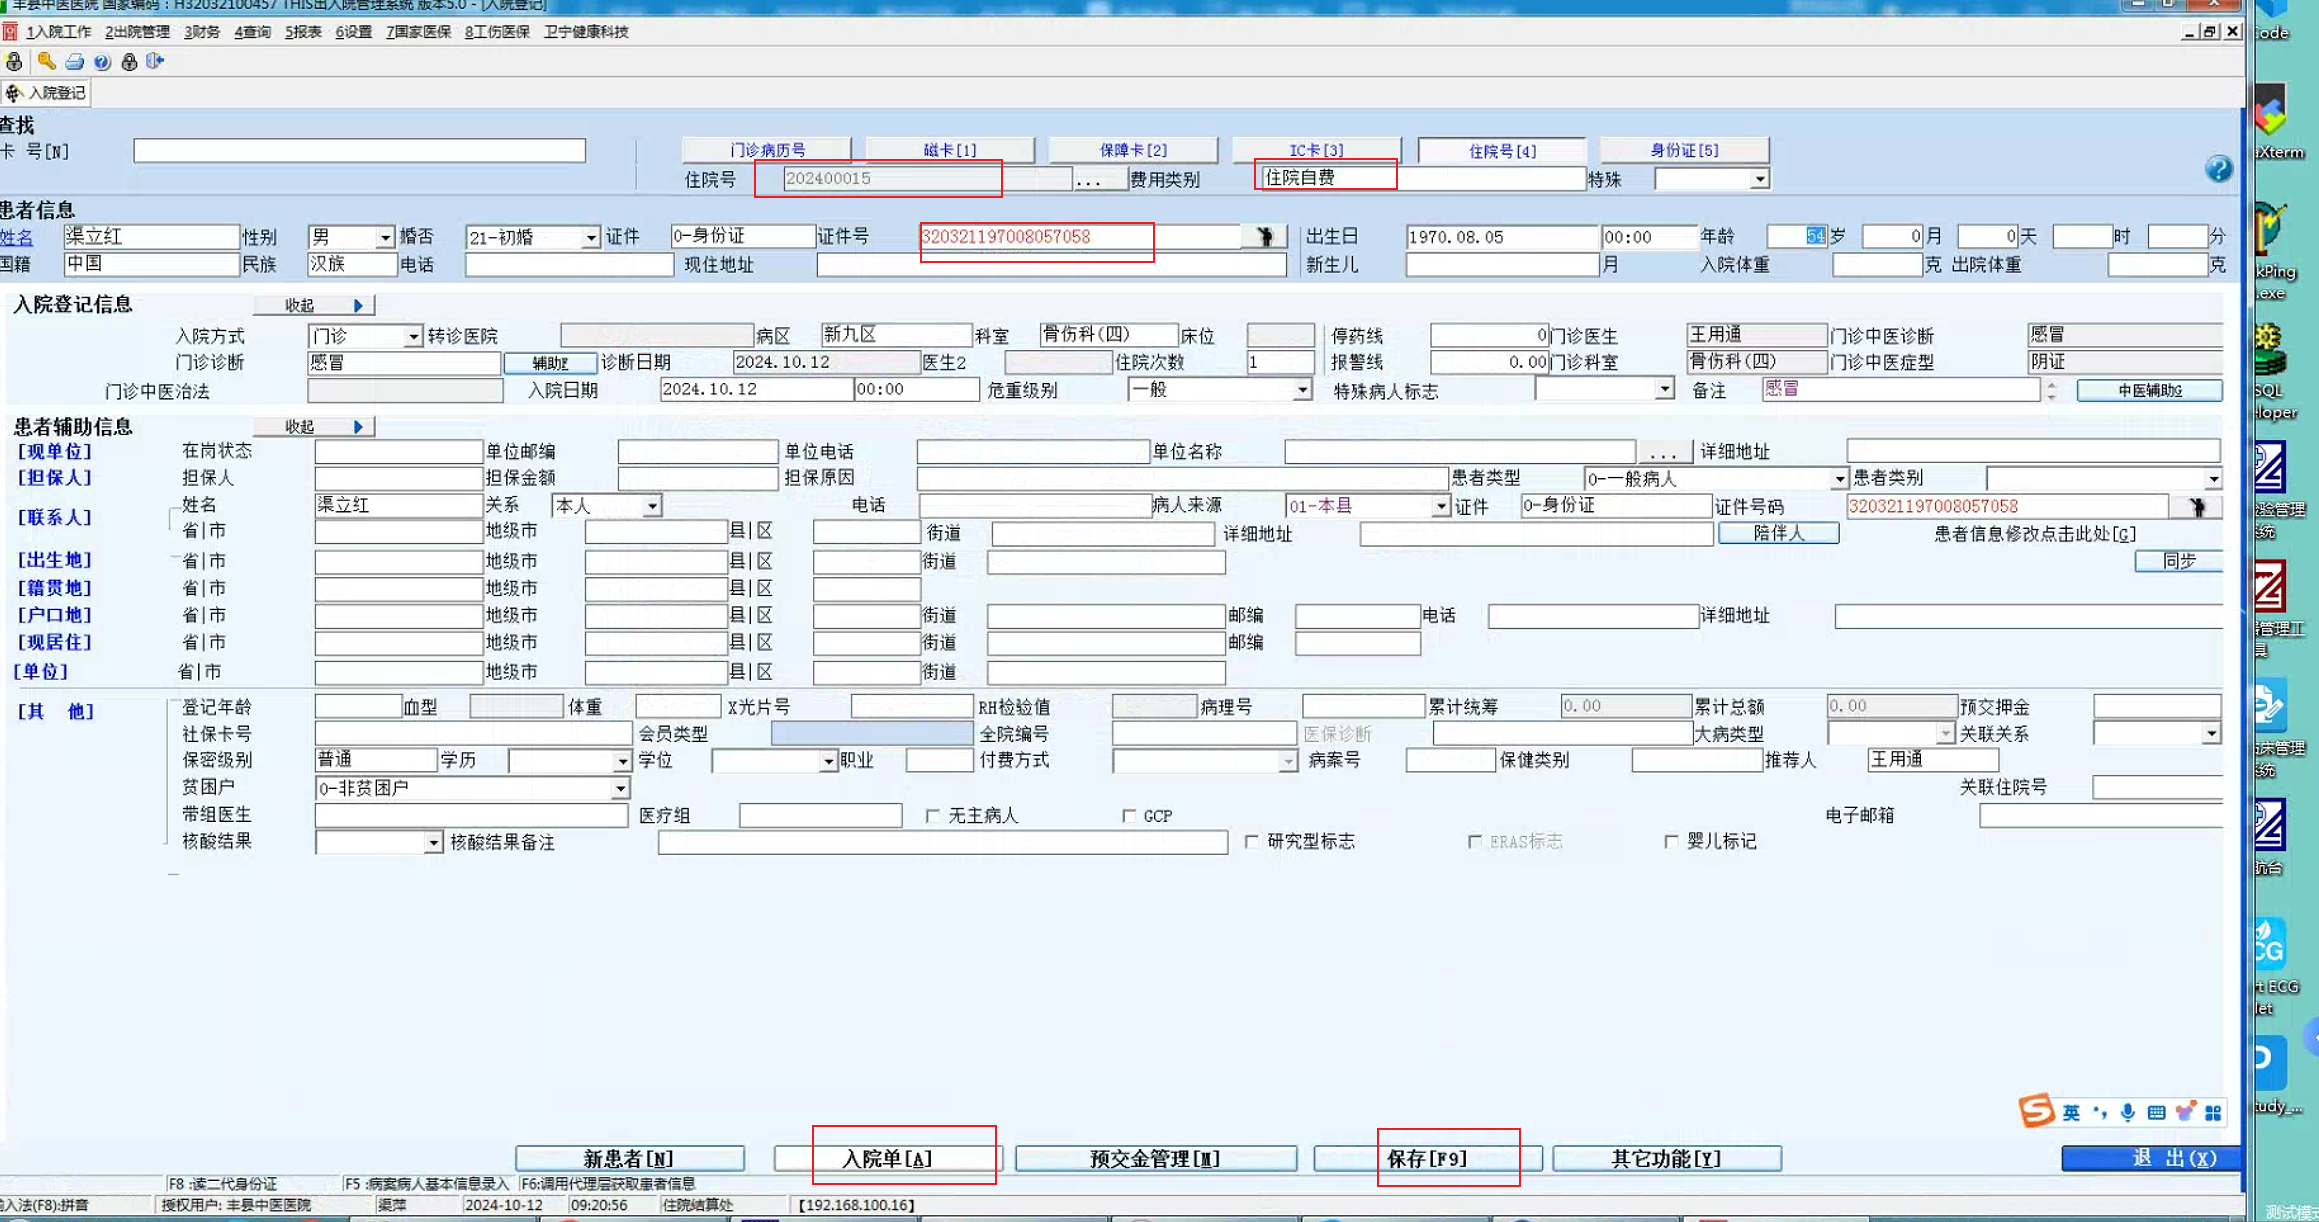 丰县中医医院 国家编码：H32032100457 THIS出入院管理系统 版本5.0 - [入院登记]
1入院工作 2出院管理 3财务 4查询 5报表 6设置 7国家医保 8工伤医保 卫宁健康科技
入院登记
查找
卡 号[N]
门诊病历号 磁卡[1] 保障卡[2] IC卡[3] 住院号[4] 身份证[5]
住院号 202400015 ... 费用类别 住院自费 特殊
患者信息
姓名 渠立红 性别 男 婚否 21-初婚 证件 0-身份证 证件号 320321197008057058 出生日 1970.08.05 00:00 年龄 54 岁 0 月 0 天 时 分
国籍 中国 民族 汉族 电话 现住地址 新生儿 月 入院体重 克 出院体重 克
入院登记信息 收起
入院方式 门诊 转诊医院 病区 新九区 科室 骨伤科(四) 床位 停药线 0 门诊医生 王用通 门诊中医诊断 感冒
门诊诊断 感冒 辅助F 诊断日期 2024.10.12 医生2 住院次数 1 报警线 0.00 门诊科室 骨伤科(四) 门诊中医症型 阴证
门诊中医治法 入院日期 2024.10.12 00:00 危重级别 一般 特殊病人标志 备注 感冒 中医辅助G
患者辅助信息 收起
[现单位] 在岗状态 单位邮编 单位电话 单位名称 ... 详细地址
[担保人] 担保人 担保金额 担保原因 患者类型 0-一般病人 患者类别
[联系人] 姓名 渠立红 关系 本人 电话 病人来源 01-本县 证件 0-身份证 证件号码 320321197008057058
省|市 地级市 县|区 街道 详细地址 陪伴人 患者信息修改点击此处[G]
[出生地] 省|市 地级市 县|区 街道 同步
[籍贯地] 省|市 地级市 县|区
[户口地] 省|市 地级市 县|区 街道 邮编 电话 详细地址
[现居住] 省|市 地级市 县|区 街道 邮编
[单位] 省|市 地级市 县|区 街道
[其 他] 登记年龄 血型 体重 X光片号 RH检验值 病理号 累计统筹 0.00 累计总额 0.00 预交押金
社保卡号 会员类型 全院编号 医保诊断 大病类型 关联关系
保密级别 普通 学历 学位 职业 付费方式 病案号 保健类别 推荐人 王用通
贫困户 0-非贫困户 关联住院号
带组医生 医疗组 无主病人 GCP 电子邮箱
核酸结果 核酸结果备注 研究型标志 ERAS标志 婴儿标记
英
新患者[N] 入院单[A] 预交金管理[M] 保存[F9] 其它功能[Y] 退 出(X)
F8 :读二代身份证 F5 :病案病人基本信息录入 F6:调用代理层获取患者信息
输入法(F8):拼音 授权用户: 丰县中医医院 渠萍 2024-10-12 09:20:56 住院结算处 【192.168.100.16】
Code
aXterm
kPing
.exe
SQL
loper
验管理
系统
管理工
具
临床管理
系统
航台
CG
rt ECG
let
tudy_...
测试模式